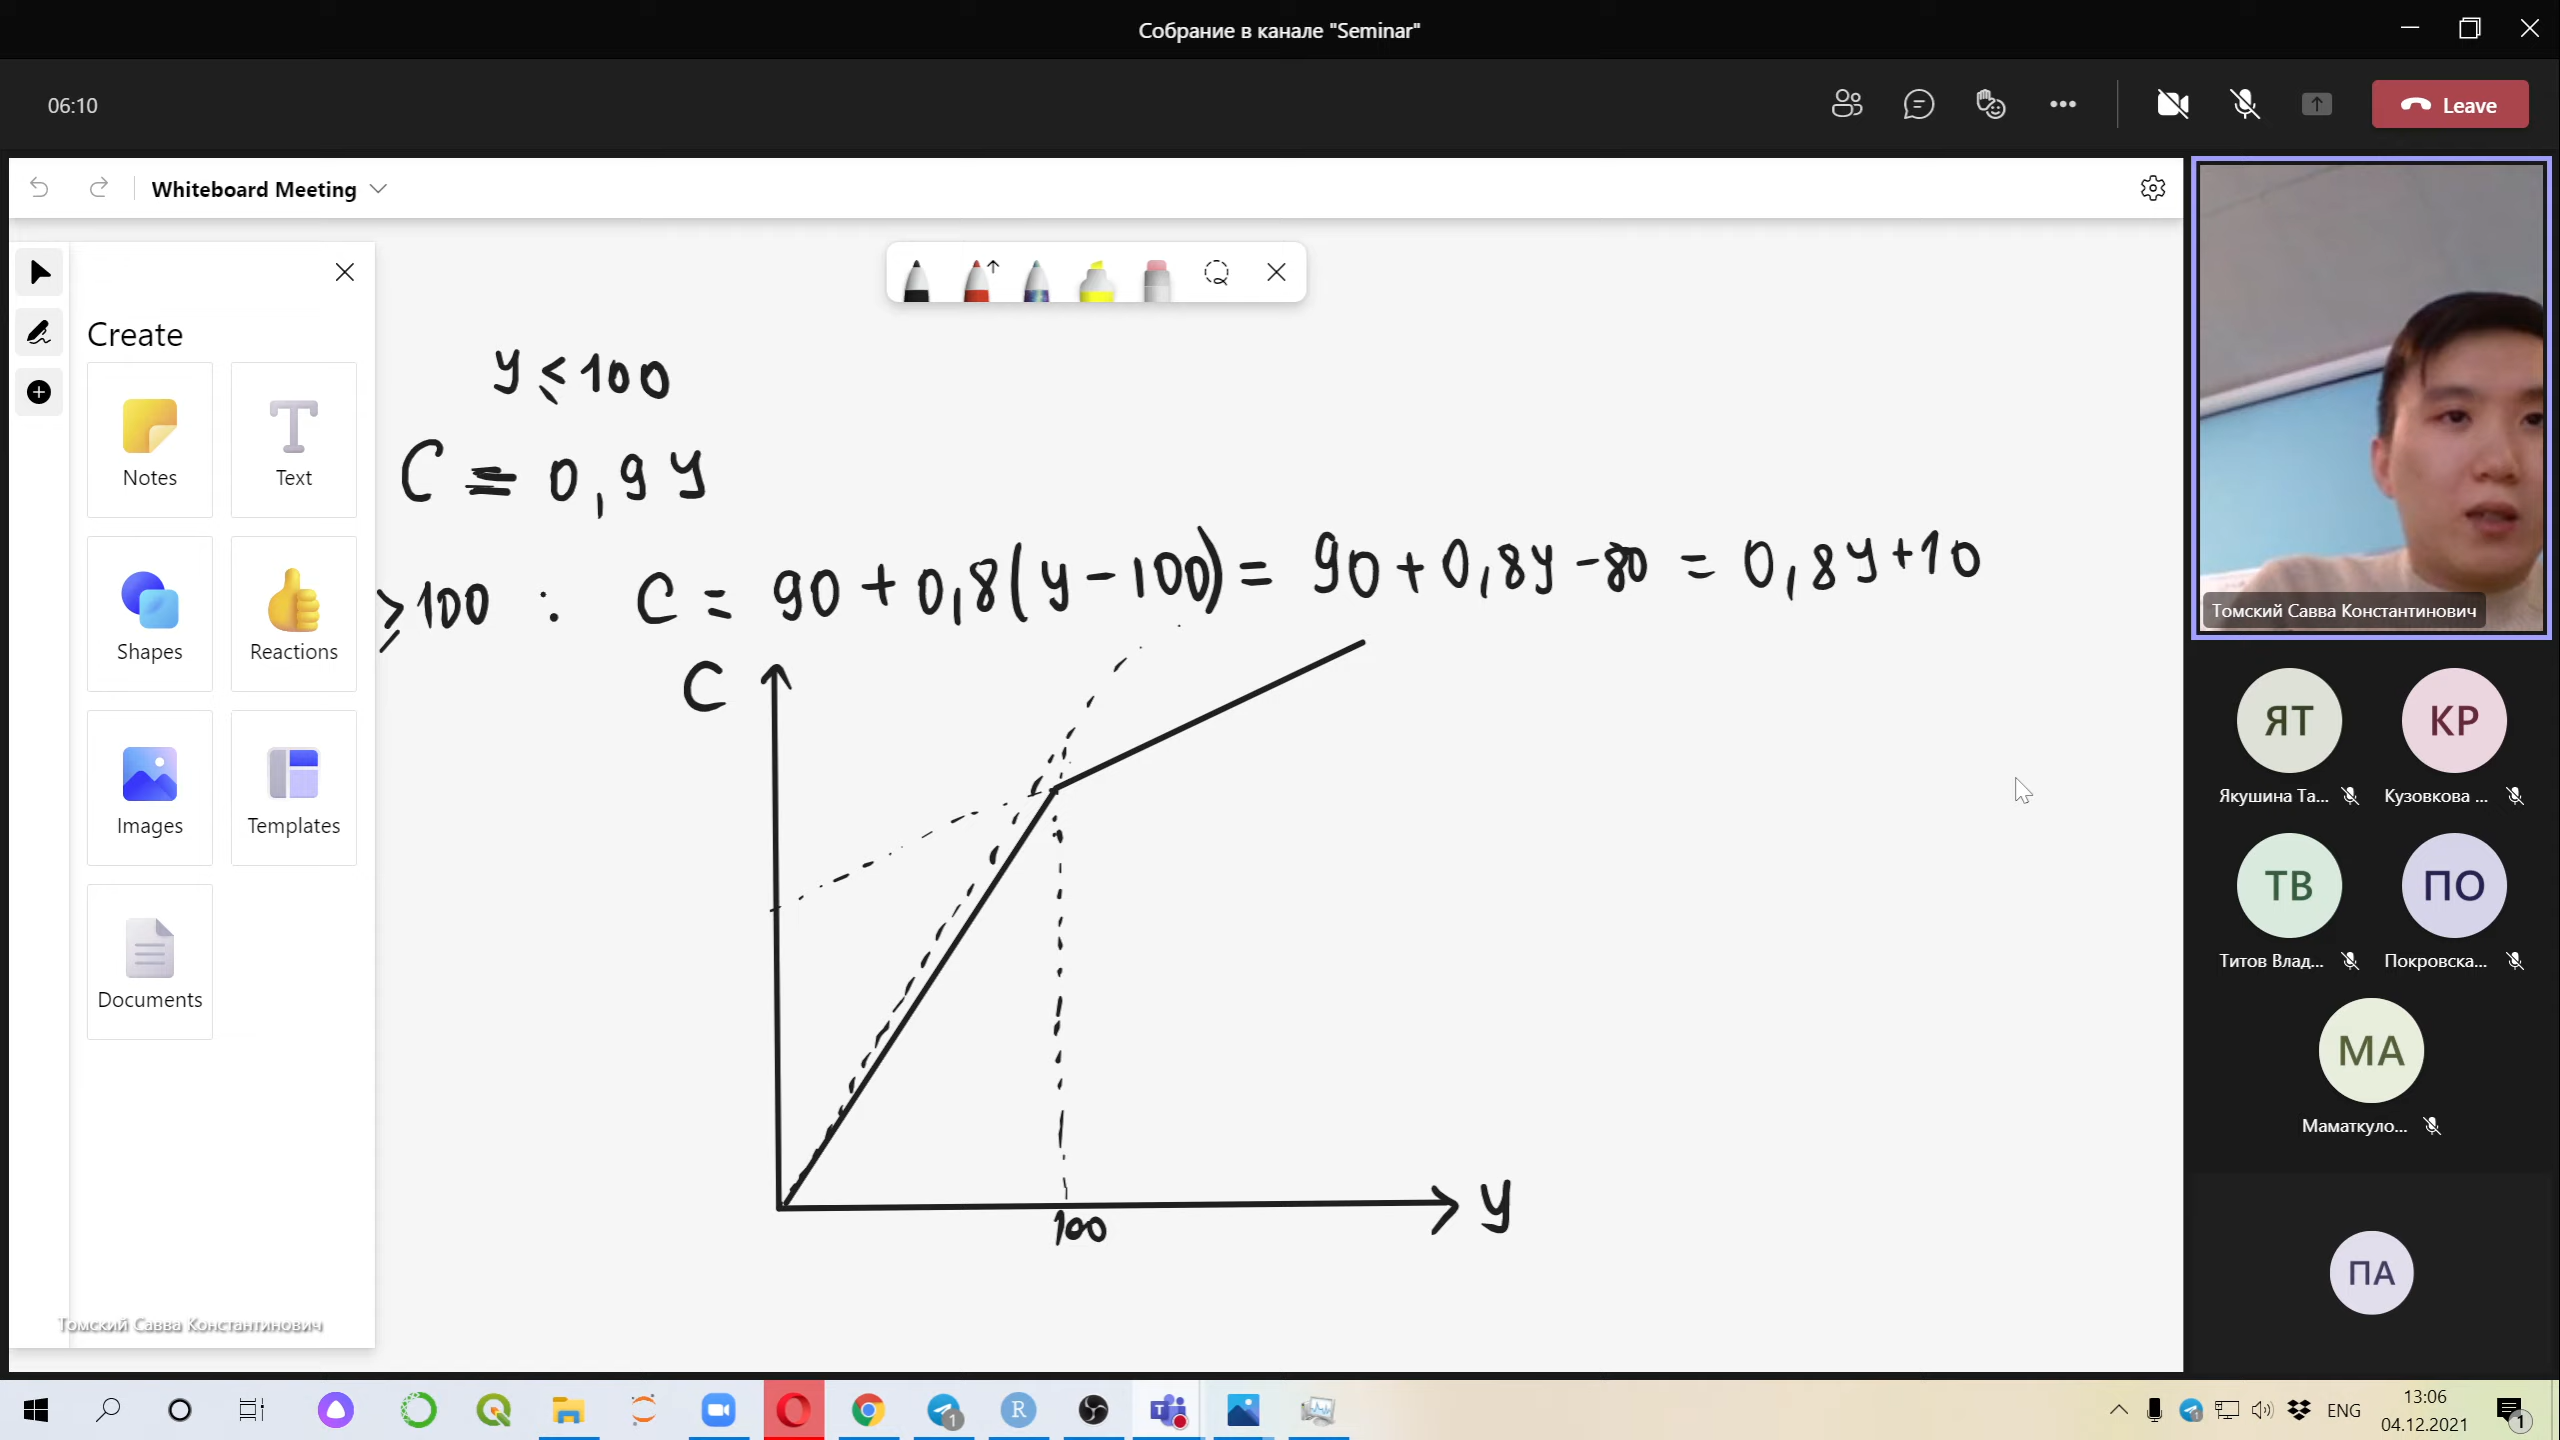 Собрание в канале "Seminar"
06:10
Leave
Whiteboard Meeting
Create
Notes
Text
Shapes
Reactions
Images
Templates
Documents
Томский Савва Константинович
y ≤ 100
C = 0,9y
≥100 : C = 90 + 0,8(y - 100) = 90 + 0,8y - 80 = 0,8y + 10
C
100
y
Томский Савва Константинович
ЯТ
КР
Якушина Та...
Кузовкова ...
ТВ
ПО
Титов Влад...
Покровска...
МА
Маматкуло...
ПА
1
R
T
ENG
13:06
04.12.2021
1